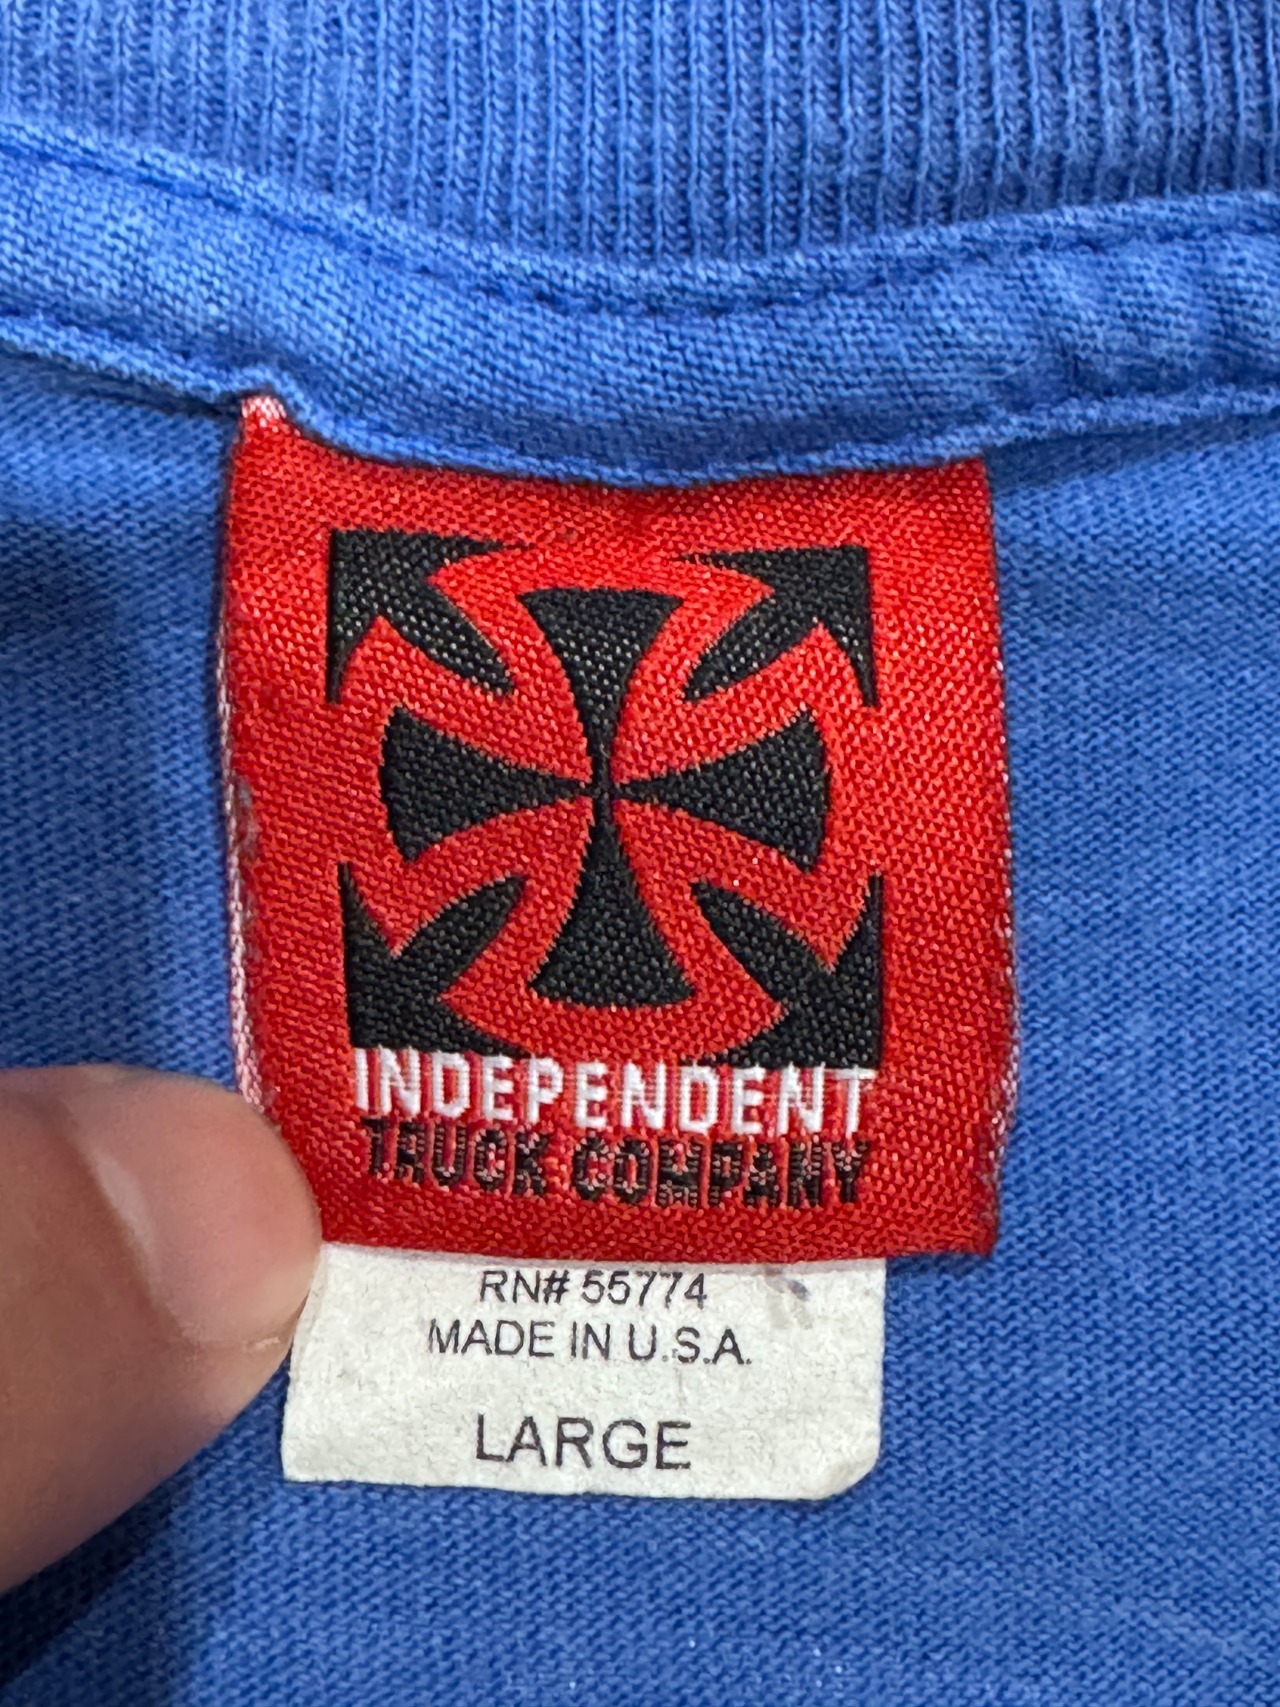 INDEPENDENT
TRUCK COMPANY
RN# 55774
MADE IN U.S.A.
LARGE